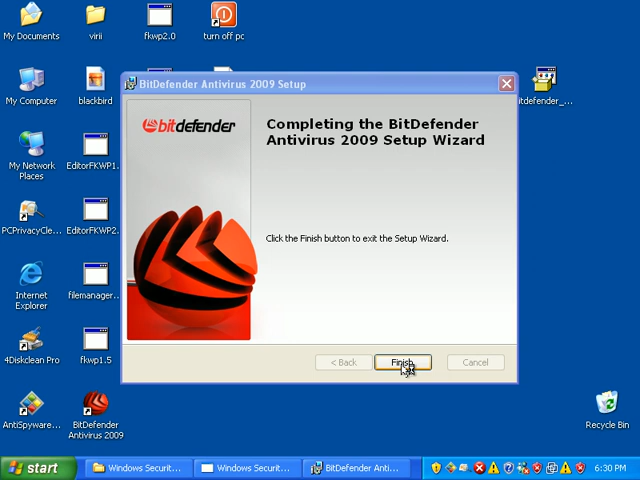 My Documents
virii
fkwp2.0
turn off pc
My Computer
blackbird
bitdefender_...
My Network
Places
EditorFKWP1...
PCPrivacyCle...
EditorFKWP2...
Internet
Explorer
filemanager...
4Diskclean Pro
fkwp1.5
AntiSpyware...
BitDefender
Antivirus 2009
Recycle Bin
BitDefender Antivirus 2009 Setup
bitdefender
Completing the BitDefender
Antivirus 2009 Setup Wizard
Click the Finish button to exit the Setup Wizard.
< Back
Finish
Cancel
start
Windows Securit...
Windows Securit...
BitDefender Anti...
6:30 PM